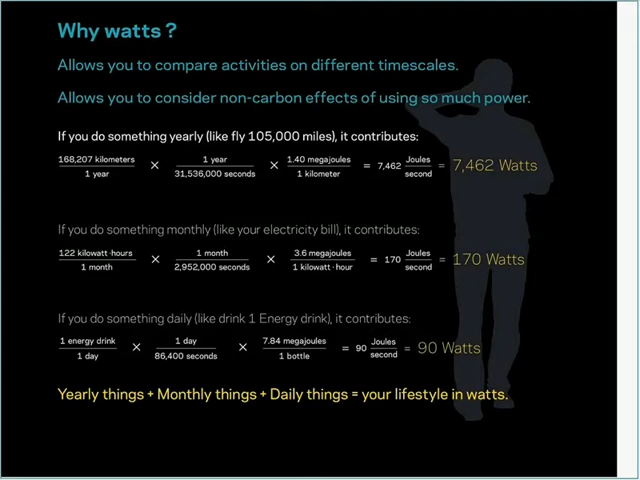 Why watts ?
Allows you to compare activities on different timescales.
Allows you to consider non-carbon effects of using so much power.
If you do something yearly (like fly 105,000 miles), it contributes:
168,207 kilometers / 1 year × 1 year / 31,536,000 seconds × 1.40 megajoules / 1 kilometer = 7,462 Joules / second = 7,462 Watts
If you do something monthly (like your electricity bill), it contributes:
122 kilowatt·hours / 1 month × 1 month / 2,952,000 seconds × 3.6 megajoules / 1 kilowatt·hour = 170 Joules / second = 170 Watts
If you do something daily (like drink 1 Energy drink), it contributes:
1 energy drink / 1 day × 1 day / 86,400 seconds × 7.84 megajoules / 1 bottle = 90 Joules / second = 90 Watts
Yearly things + Monthly things + Daily things = your lifestyle in watts.